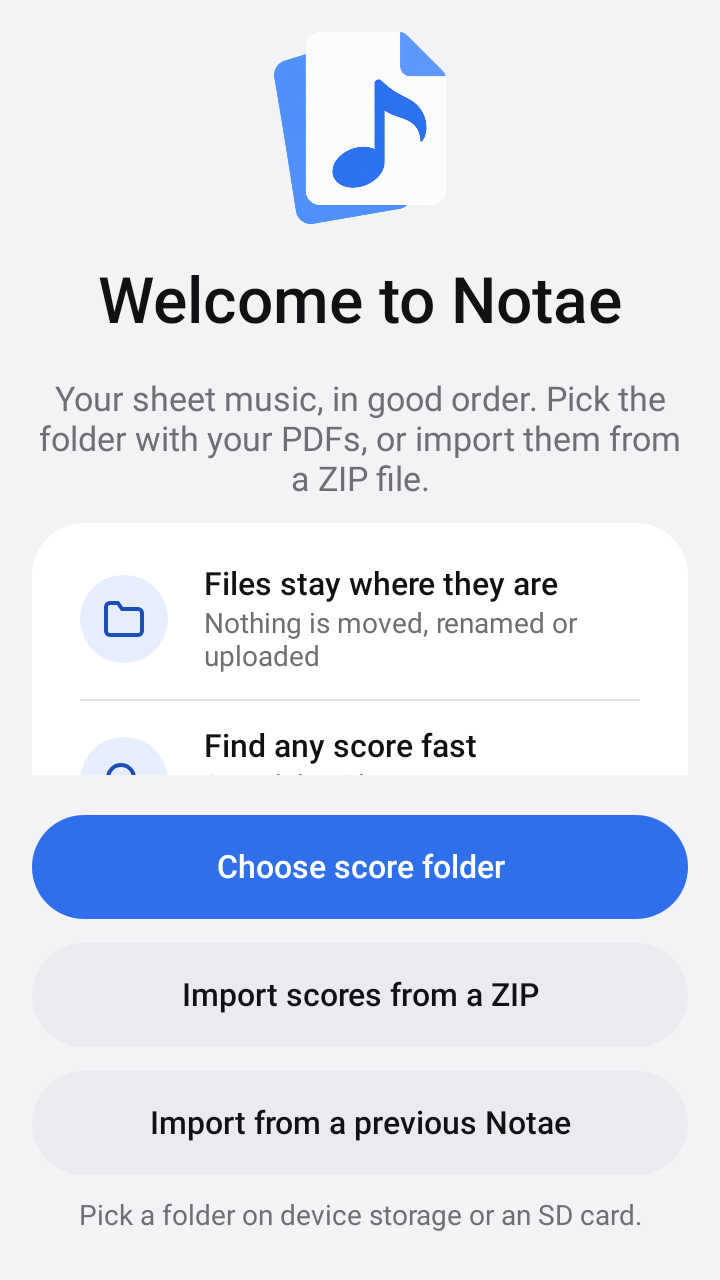 Welcome to Notae
Your sheet music, in good order. Pick the
folder with your PDFs, or import them from
a ZIP file.
Files stay where they are
Nothing is moved, renamed or
uploaded
Find any score fast
Choose score folder
Import scores from a ZIP
Import from a previous Notae
Pick a folder on device storage or an SD card.